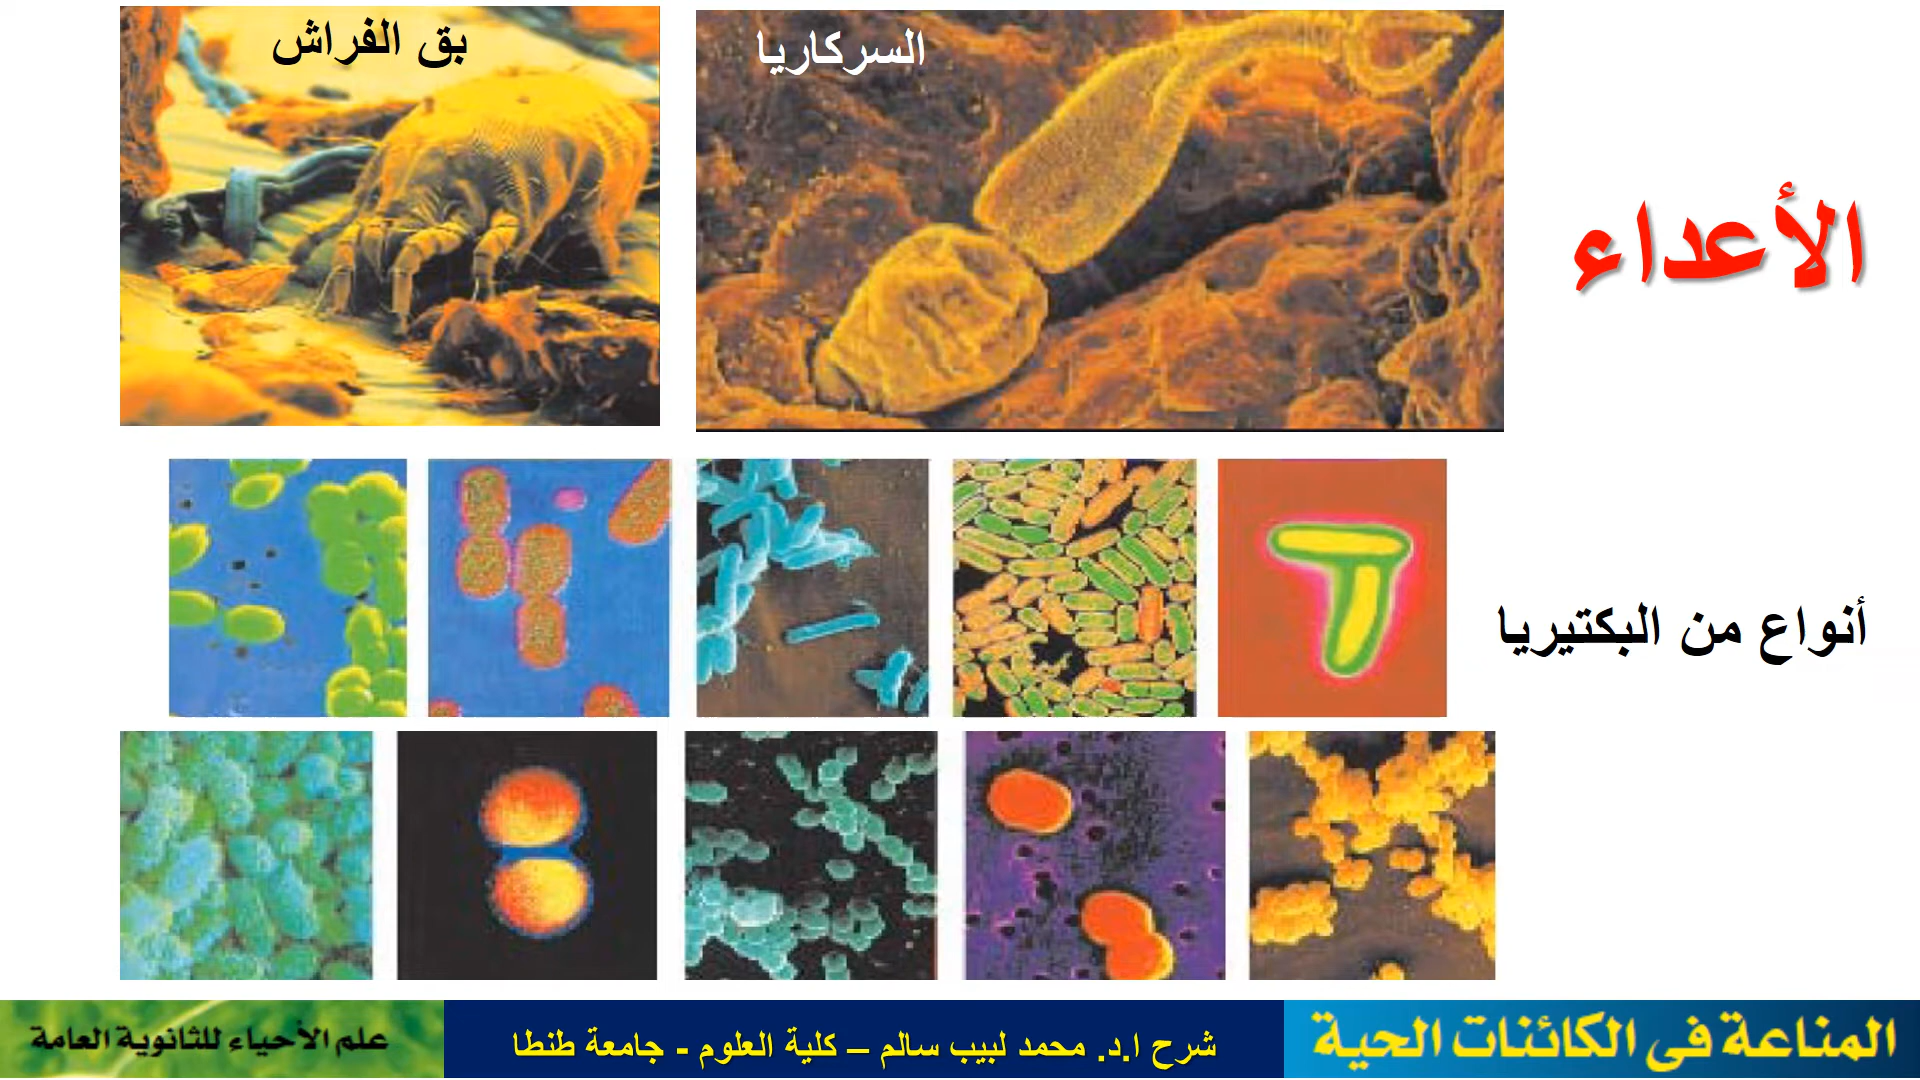 السركاريا
بق الفراش
الأعداء
أنواع من البكتيريا
المناعة فى الكائنات الحية
شرح ا.د. محمد لبيب سالم – كلية العلوم - جامعة طنطا
علم الأحياء للثانوية العامة